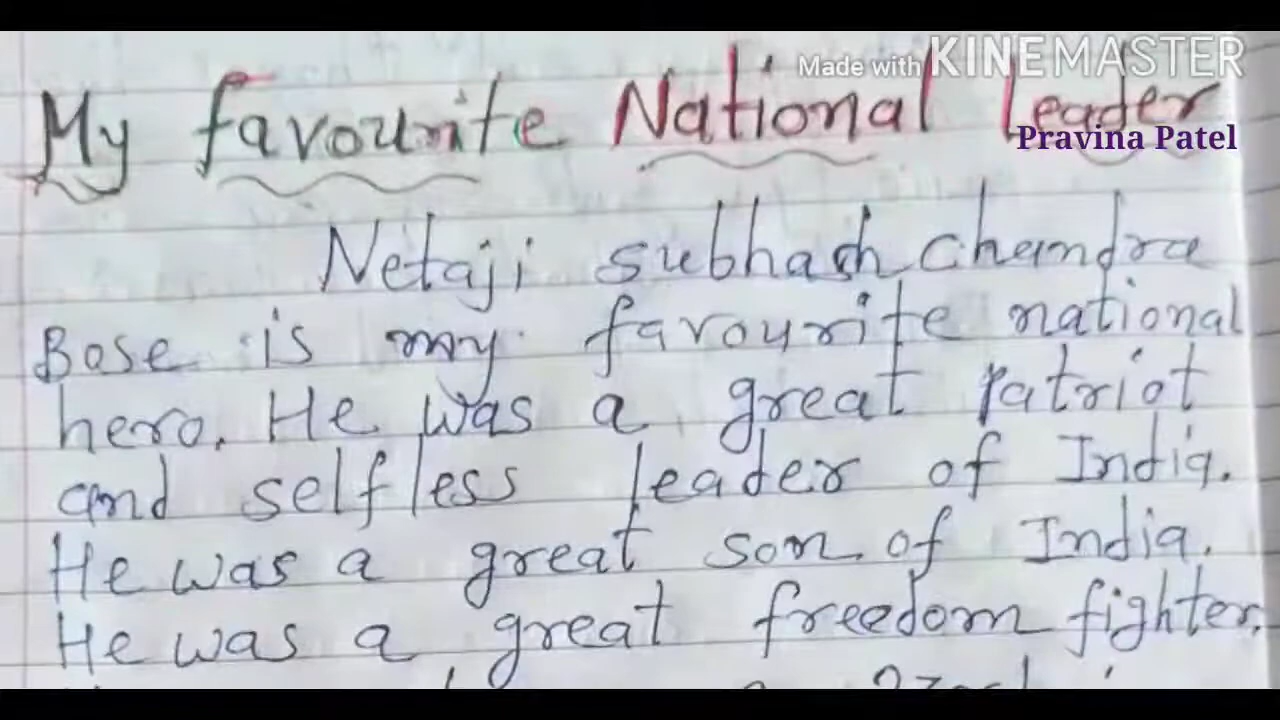 Made with KINEMASTER
My favourite National leader
Pravina Patel
Netaji subhash Chandra
Bose is my favourite national
hero. He was a great patriot
and selfless leader of India.
He was a great son of India.
He was a great freedom fighter.